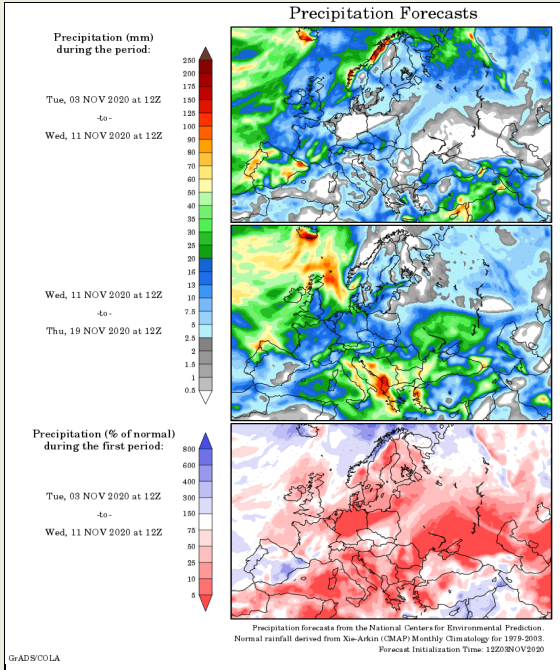 Precipitation Forecasts
Precipitation (mm)
during the period:
Tue, 03 NOV 2020 at 12Z
-to-
Wed, 11 NOV 2020 at 12Z
250
200
175
150
125
100
90
80
70
60
50
40
35
30
25
20
16
13
10
7.5
5
2.5
2
1.5
1
0.5
Wed, 11 NOV 2020 at 12Z
-to-
Thu, 19 NOV 2020 at 12Z
Precipitation (% of normal)
during the first period:
Tue, 03 NOV 2020 at 12Z
-to-
Wed, 11 NOV 2020 at 12Z
800
600
400
300
150
75
50
25
10
5
Precipitation forecasts from the National Centers for Environmental Prediction.
Normal rainfall derived from Xie-Arkin (CMAP) Monthly Climatology for 1979-2003.
Forecast Initialization Time: 12Z03NOV2020
GrADS/COLA